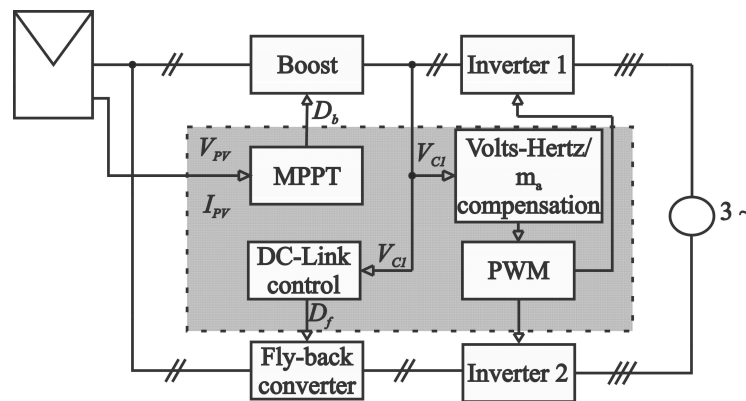 Boost
Inverter 1
D_b
V_PV
MPPT
I_PV
V_C1
Volts-Hertz/
m_a
compensation
3 ~
DC-Link
control
V_C1
PWM
D_f
Fly-back
converter
Inverter 2